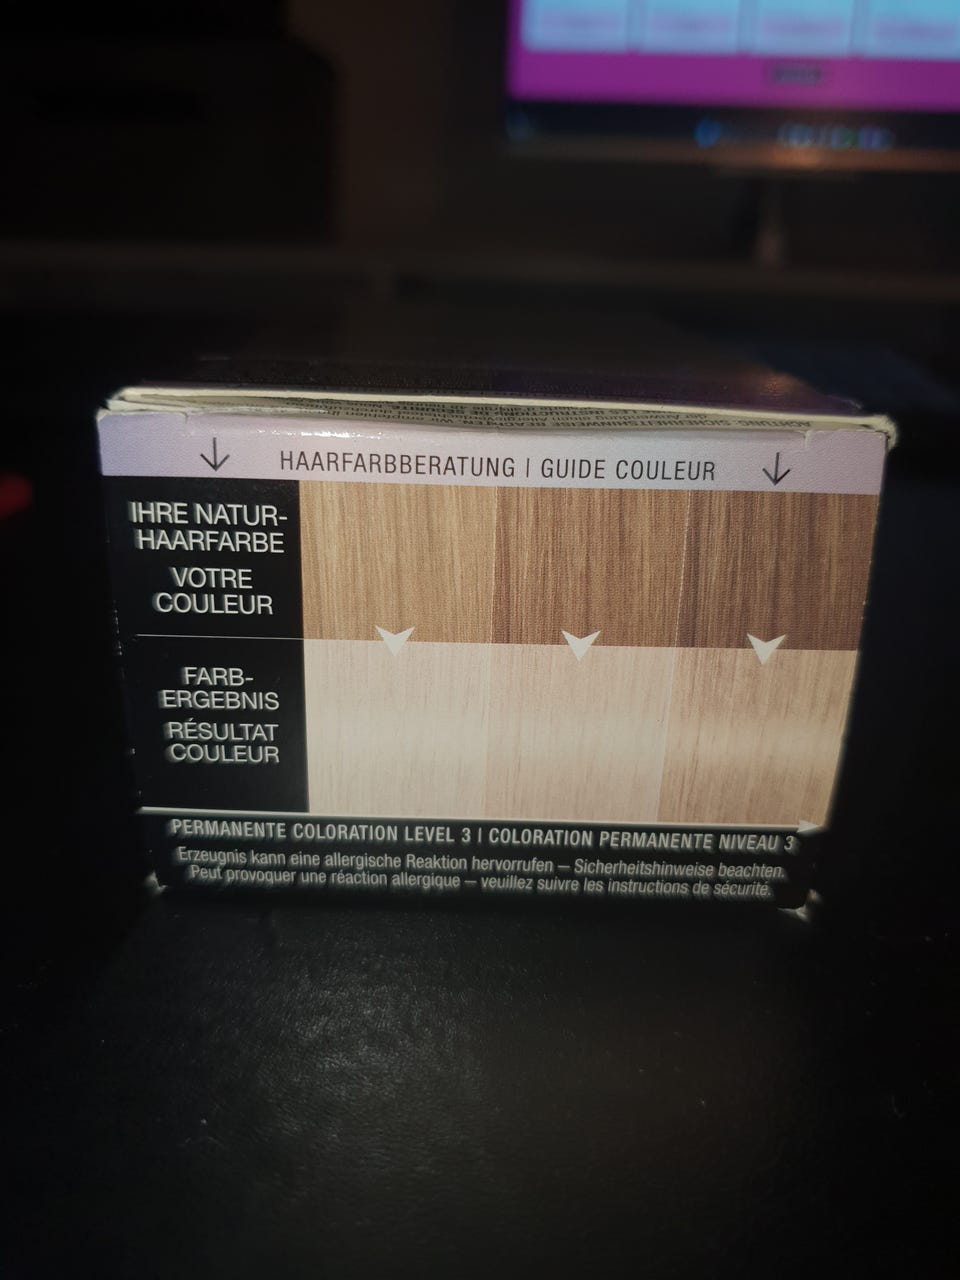 HAARFARBBERATUNG | GUIDE COULEUR
IHRE NATUR-
HAARFARBE
VOTRE
COULEUR
FARB-
ERGEBNIS
RÉSULTAT
COULEUR
PERMANENTE COLORATION LEVEL 3 | COLORATION PERMANENTE NIVEAU 3
Erzeugnis kann eine allergische Reaktion hervorrufen – Sicherheitshinweise beachten.
Peut provoquer une réaction allergique – veuillez suivre les instructions de sécurité.